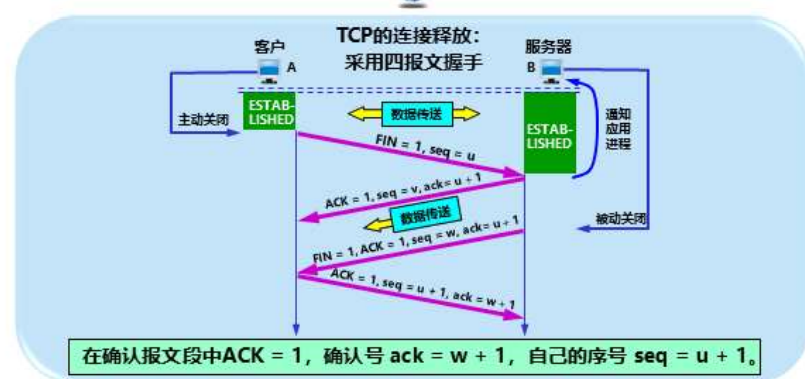 TCP的连接释放：
采用四报文握手
客户
A
服务器
B
主动关闭
ESTAB-
LISHED
数据传送
ESTAB-
LISHED
通知
应用
进程
FIN = 1, seq = u
ACK = 1, seq = v, ack= u + 1
数据传送
被动关闭
FIN = 1, ACK = 1, seq = w, ack= u + 1
ACK = 1, seq = u + 1, ack = w + 1
在确认报文段中ACK = 1，确认号 ack = w + 1，自己的序号 seq = u + 1。